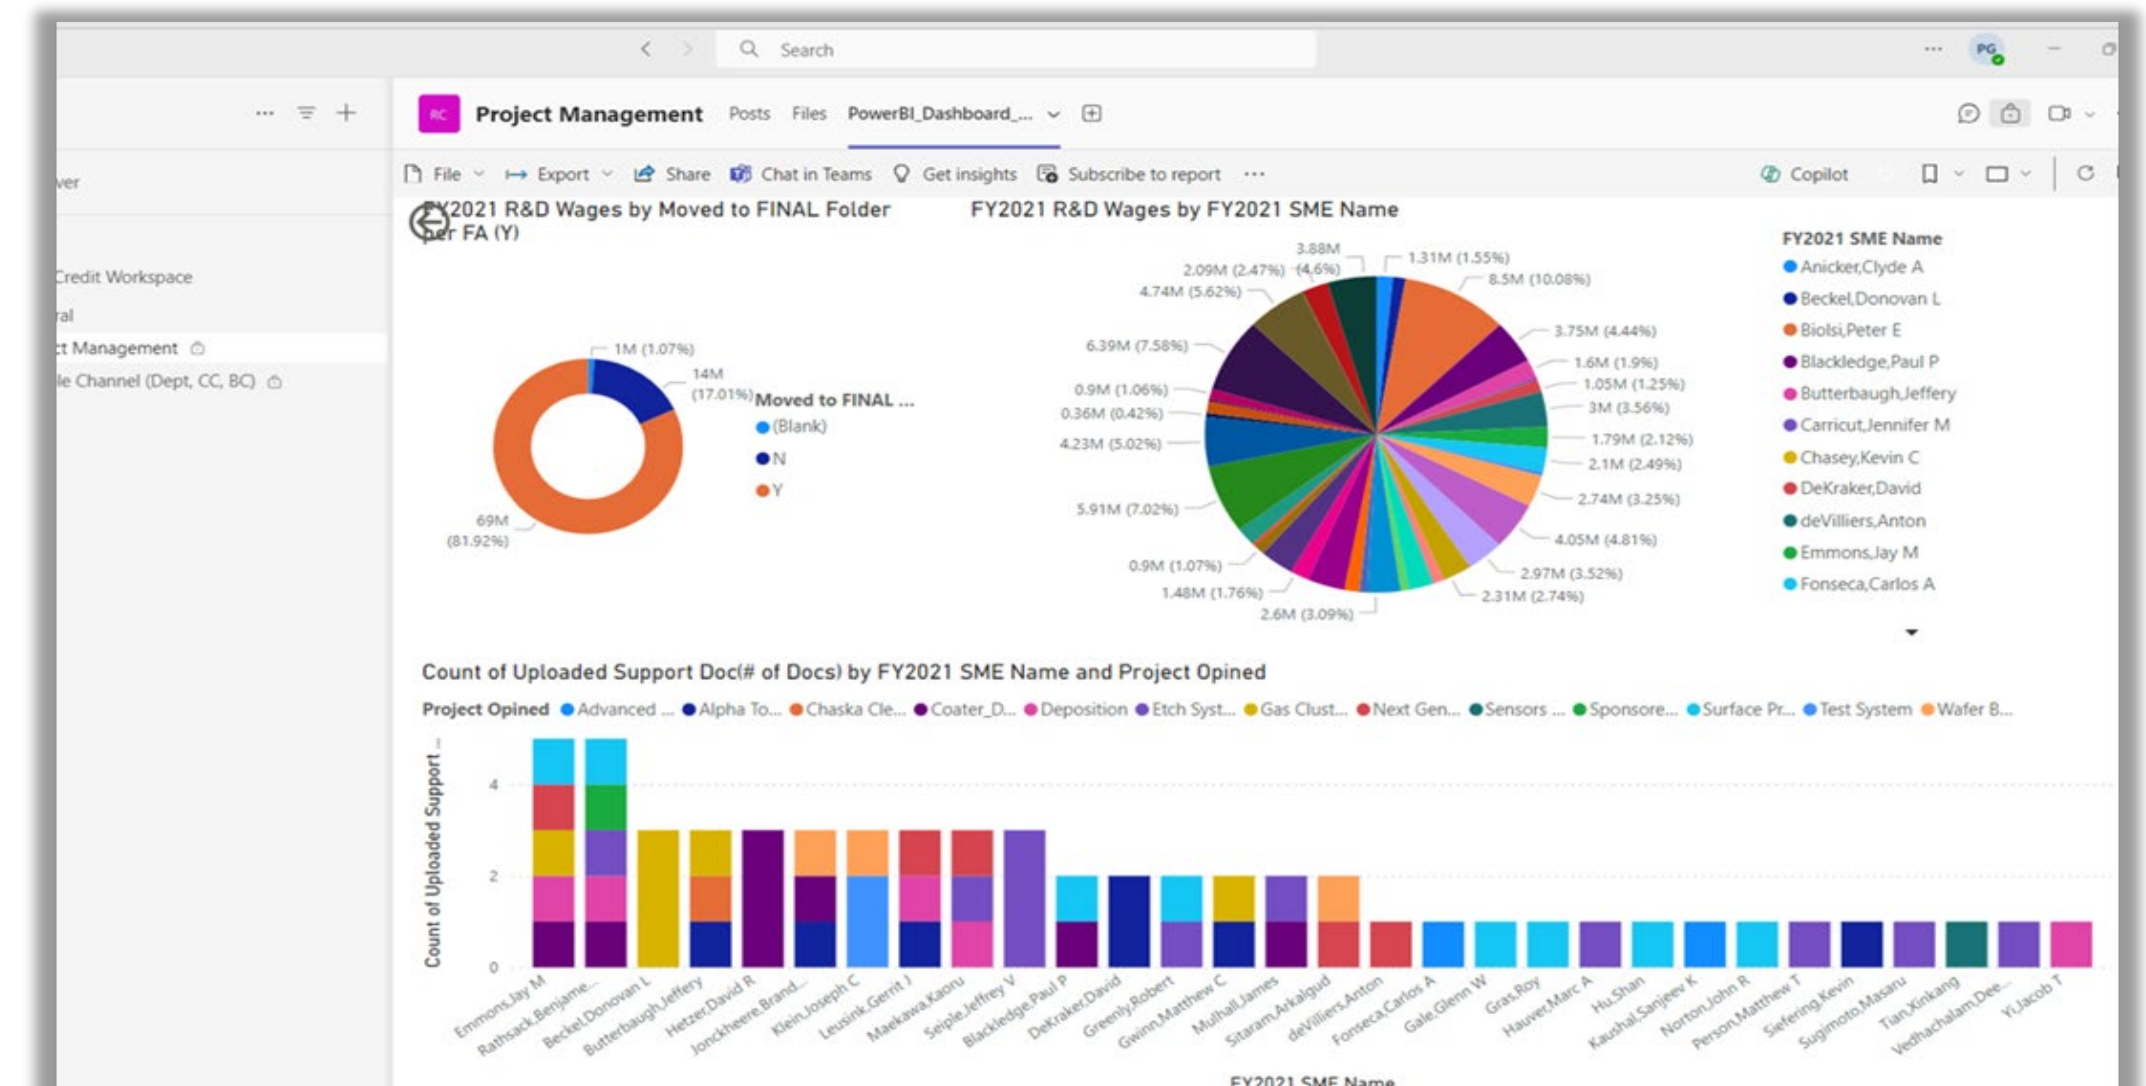 Search
PG
RC Project Management Posts Files PowerBI_Dashboard_...
ver
File Export Share Chat in Teams Get insights Subscribe to report ... Copilot
Credit Workspace
ral
ct Management
le Channel (Dept, CC, BC)
FY2021 R&D Wages by Moved to FINAL Folder
per FA (Y)
1M (1.07%)
14M
(17.01%)
69M
(81.92%)
Moved to FINAL ...
(Blank)
N
Y
FY2021 R&D Wages by FY2021 SME Name
1.31M (1.55%)
8.5M (10.08%)
3.75M (4.44%)
1.6M (1.9%)
1.05M (1.25%)
3M (3.56%)
1.79M (2.12%)
2.1M (2.49%)
2.74M (3.25%)
4.05M (4.81%)
2.97M (3.52%)
2.31M (2.74%)
2.6M (3.09%)
1.48M (1.76%)
0.9M (1.07%)
5.91M (7.02%)
4.23M (5.02%)
0.36M (0.42%)
0.9M (1.06%)
6.39M (7.58%)
4.74M (5.62%)
2.09M (2.47%)
3.88M
(4.6%)
FY2021 SME Name
Anicker,Clyde A
Beckel,Donovan L
Biolsi,Peter E
Blackledge,Paul P
Butterbaugh,Jeffery
Carricut,Jennifer M
Chasey,Kevin C
DeKraker,David
deVilliers,Anton
Emmons,Jay M
Fonseca,Carlos A
Count of Uploaded Support Doc(# of Docs) by FY2021 SME Name and Project Opined
Project Opined Advanced ... Alpha To... Chaska Cle... Coater_D... Deposition Etch Syst... Gas Clust... Next Gen... Sensors ... Sponsore... Surface Pr... Test System Wafer B...
Count of Uploaded Support ...
4
2
0
Emmons,Jay M
Rathsack,Benjame...
Beckel,Donovan L
Butterbaugh,Jeffery
Hetzer,David R
Jonckheere,Brand...
Klein,Joseph C
Leusink,Gerrit J
Maekawa,Kaoru
Seiple,Jeffrey V
Blackledge,Paul P
DeKraker,David
Greenly,Robert
Gwinn,Matthew C
Mulhall,James
Sitaram,Arkalgud
deVilliers,Anton
Fonseca,Carlos A
Gale,Glenn W
Gras,Roy
Hauver,Marc A
Hu,Shan
Kaushal,Sanjeev K
Norton,John R
Person,Matthew T
Siefering,Kevin
Sugimoto,Masaru
Tian,Xinkang
Vedhachalam,Dee...
Yi,Jacob T
FY2021 SME Name